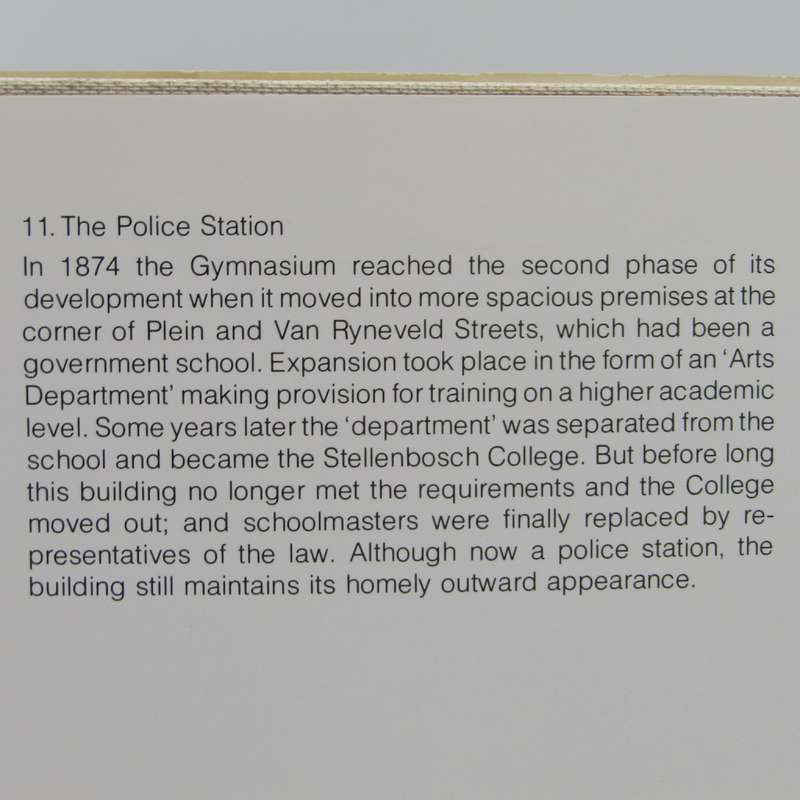 11. The Police Station
In 1874 the Gymnasium reached the second phase of its
development when it moved into more spacious premises at the
corner of Plein and Van Ryneveld Streets, which had been a
government school. Expansion took place in the form of an ‘Arts
Department’ making provision for training on a higher academic
level. Some years later the ‘department’ was separated from the
school and became the Stellenbosch College. But before long
this building no longer met the requirements and the College
moved out; and schoolmasters were finally replaced by re-
presentatives of the law. Although now a police station, the
building still maintains its homely outward appearance.